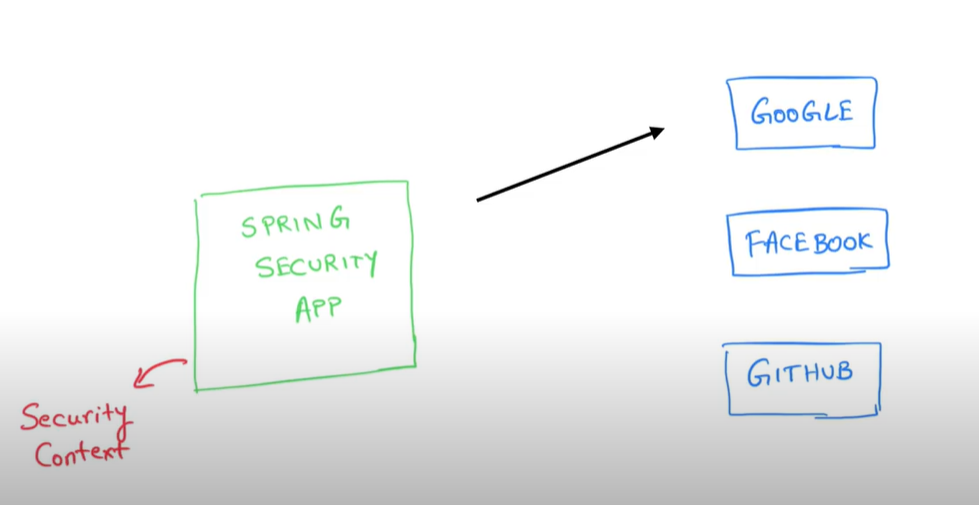 SPRING
SECURITY
APP
Security
Context
GOOGLE
FACEBOOK
GITHUB